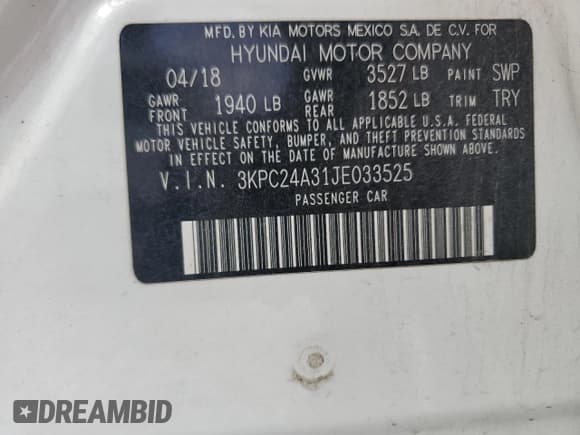 MFD. BY KIA MOTORS MEXICO S.A. DE C.V. FOR
HYUNDAI MOTOR COMPANY
04/18 GVWR 3527 LB PAINT SWP
GAWR FRONT 1940 LB GAWR REAR 1852 LB TRIM TRY
THIS VEHICLE CONFORMS TO ALL APPLICABLE U.S.A. FEDERAL
MOTOR VEHICLE SAFETY, BUMPER, AND THEFT PREVENTION STANDARDS
IN EFFECT ON THE DATE OF MANUFACTURE SHOWN ABOVE.
V.I.N. 3KPC24A31JE033525
PASSENGER CAR
DREAMBID